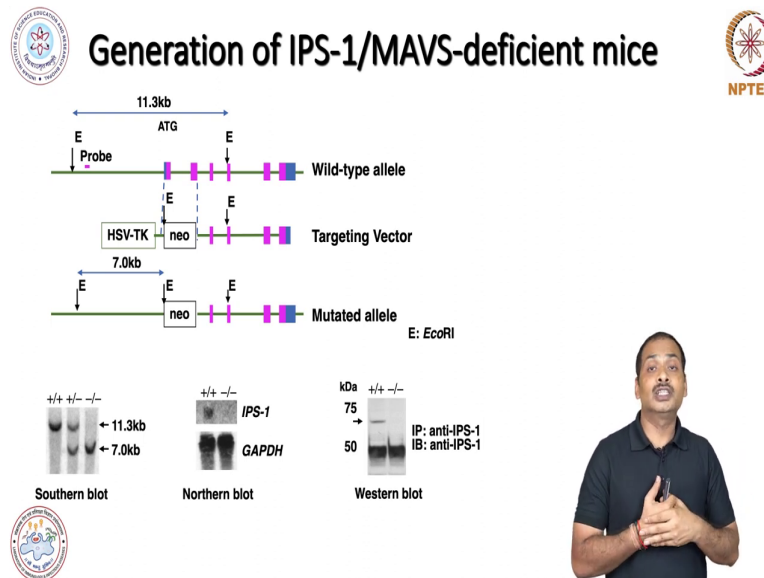 Generation of IPS-1/MAVS-deficient mice
NPTE
11.3kb
ATG
E
E
Probe
Wild-type allele
E
E
HSV-TK
neo
Targeting Vector
7.0kb
E
E
E
neo
Mutated allele
E: EcoRI
+/+ +/– –/–
11.3kb
7.0kb
Southern blot
+/+ –/–
IPS-1
GAPDH
Northern blot
kDa
+/+ –/–
75
50
IP: anti-IPS-1
IB: anti-IPS-1
Western blot